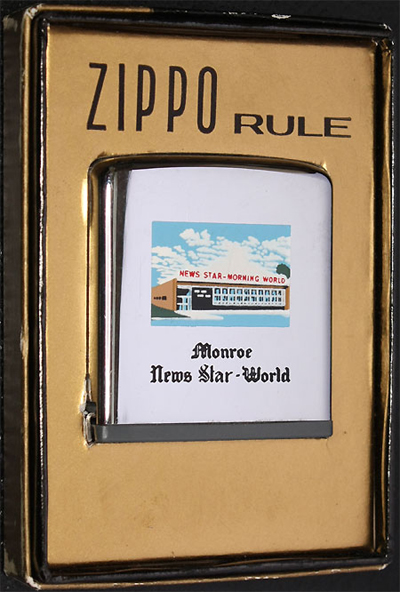 ZIPPO RULE
NEWS STAR-MORNING WORLD
Monroe
News Star-World